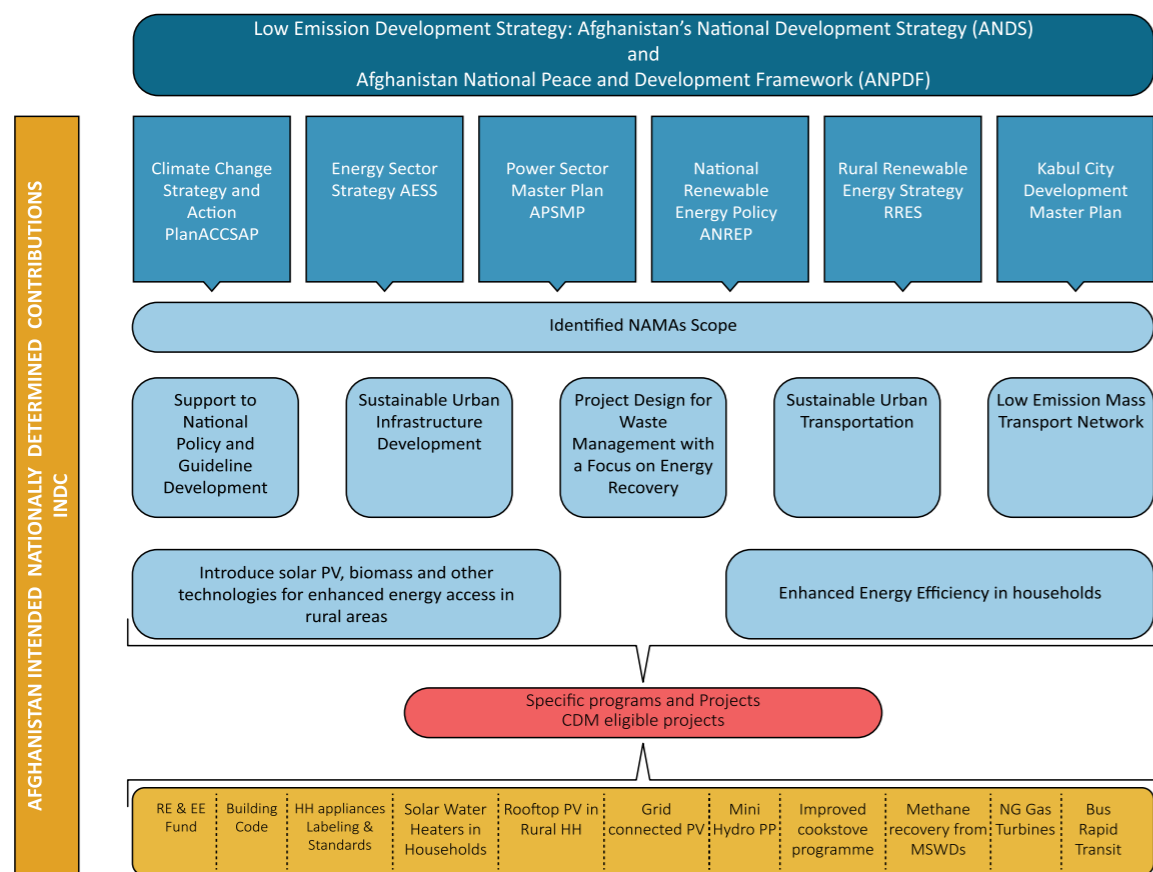 Low Emission Development Strategy: Afghanistan's National Development Strategy (ANDS)
and
Afghanistan National Peace and Development Framework (ANPDF)
AFGHANISTAN INTENDED NATIONALLY DETERMINED CONTRIBUTIONS
INDC
Climate Change
Strategy and
Action
PlanACCSAP
Energy Sector
Strategy AESS
Power Sector
Master Plan
APSMP
National
Renewable
Energy Policy
ANREP
Rural Renewable
Energy Strategy
RRES
Kabul City
Development
Master Plan
Identified NAMAs Scope
Support to
National
Policy and
Guideline
Development
Sustainable Urban
Infrastructure
Development
Project Design for
Waste
Management with
a Focus on Energy
Recovery
Sustainable Urban
Transportation
Low Emission Mass
Transport Network
Introduce solar PV, biomass and other
technologies for enhanced energy access in
rural areas
Enhanced Energy Efficiency in households
Specific programs and Projects
CDM eligible projects
RE & EE
Fund
Building
Code
HH appliances
Labeling &
Standards
Solar Water
Heaters in
Households
Rooftop PV in
Rural HH
Grid
connected PV
Mini
Hydro PP
Improved
cookstove
programme
Methane
recovery from
MSWDs
NG Gas
Turbines
Bus
Rapid
Transit